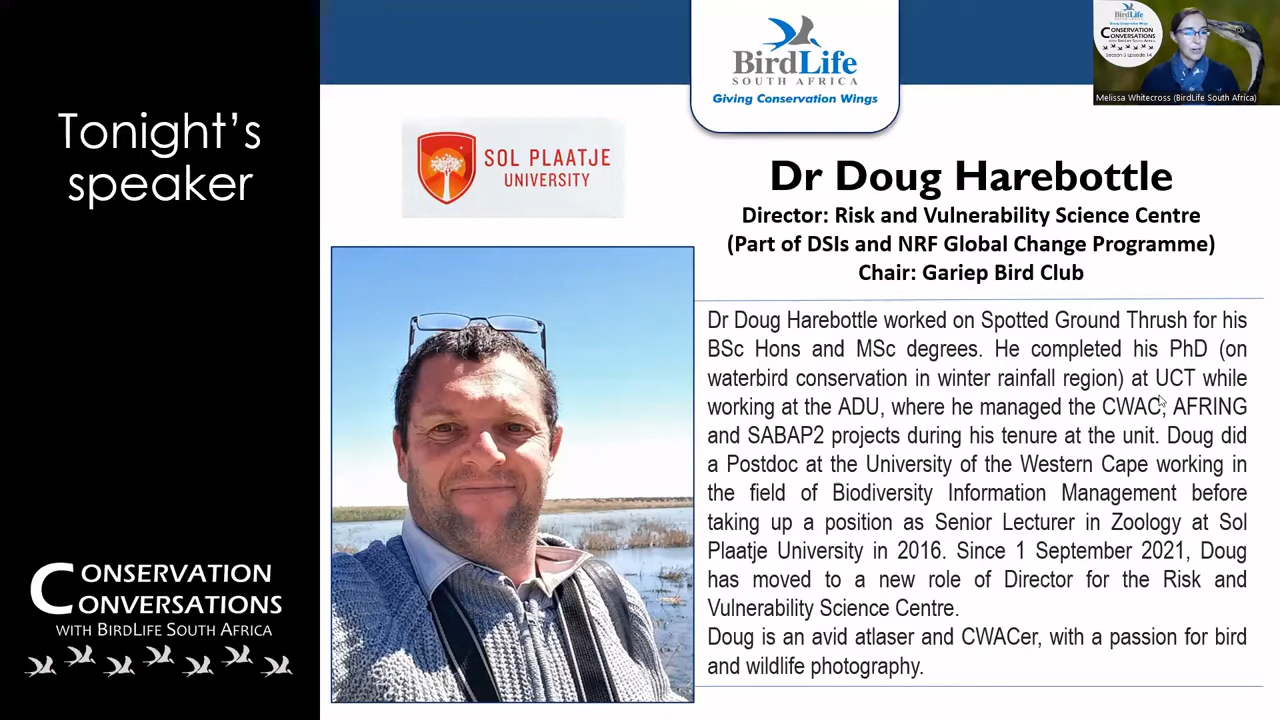 Tonight's
speaker
BirdLife
SOUTH AFRICA
Giving Conservation Wings
SOL PLAATJE
UNIVERSITY
Dr Doug Harebottle
Director: Risk and Vulnerability Science Centre
(Part of DSIs and NRF Global Change Programme)
Chair: Gariep Bird Club
Dr Doug Harebottle worked on Spotted Ground Thrush for his
BSc Hons and MSc degrees. He completed his PhD (on
waterbird conservation in winter rainfall region) at UCT while
working at the ADU, where he managed the CWAC, AFRING
and SABAP2 projects during his tenure at the unit. Doug did
a Postdoc at the University of the Western Cape working in
the field of Biodiversity Information Management before
taking up a position as Senior Lecturer in Zoology at Sol
Plaatje University in 2016. Since 1 September 2021, Doug
has moved to a new role of Director for the Risk and
Vulnerability Science Centre.
Doug is an avid atlaser and CWACer, with a passion for bird
and wildlife photography.
CONSERVATION
CONVERSATIONS
WITH BIRDLIFE SOUTH AFRICA
BirdLife
CONSERVATION
CONVERSATIONS
WITH BIRDLIFE SOUTH AFRICA
Melissa Whitecross (BirdLife South Africa)